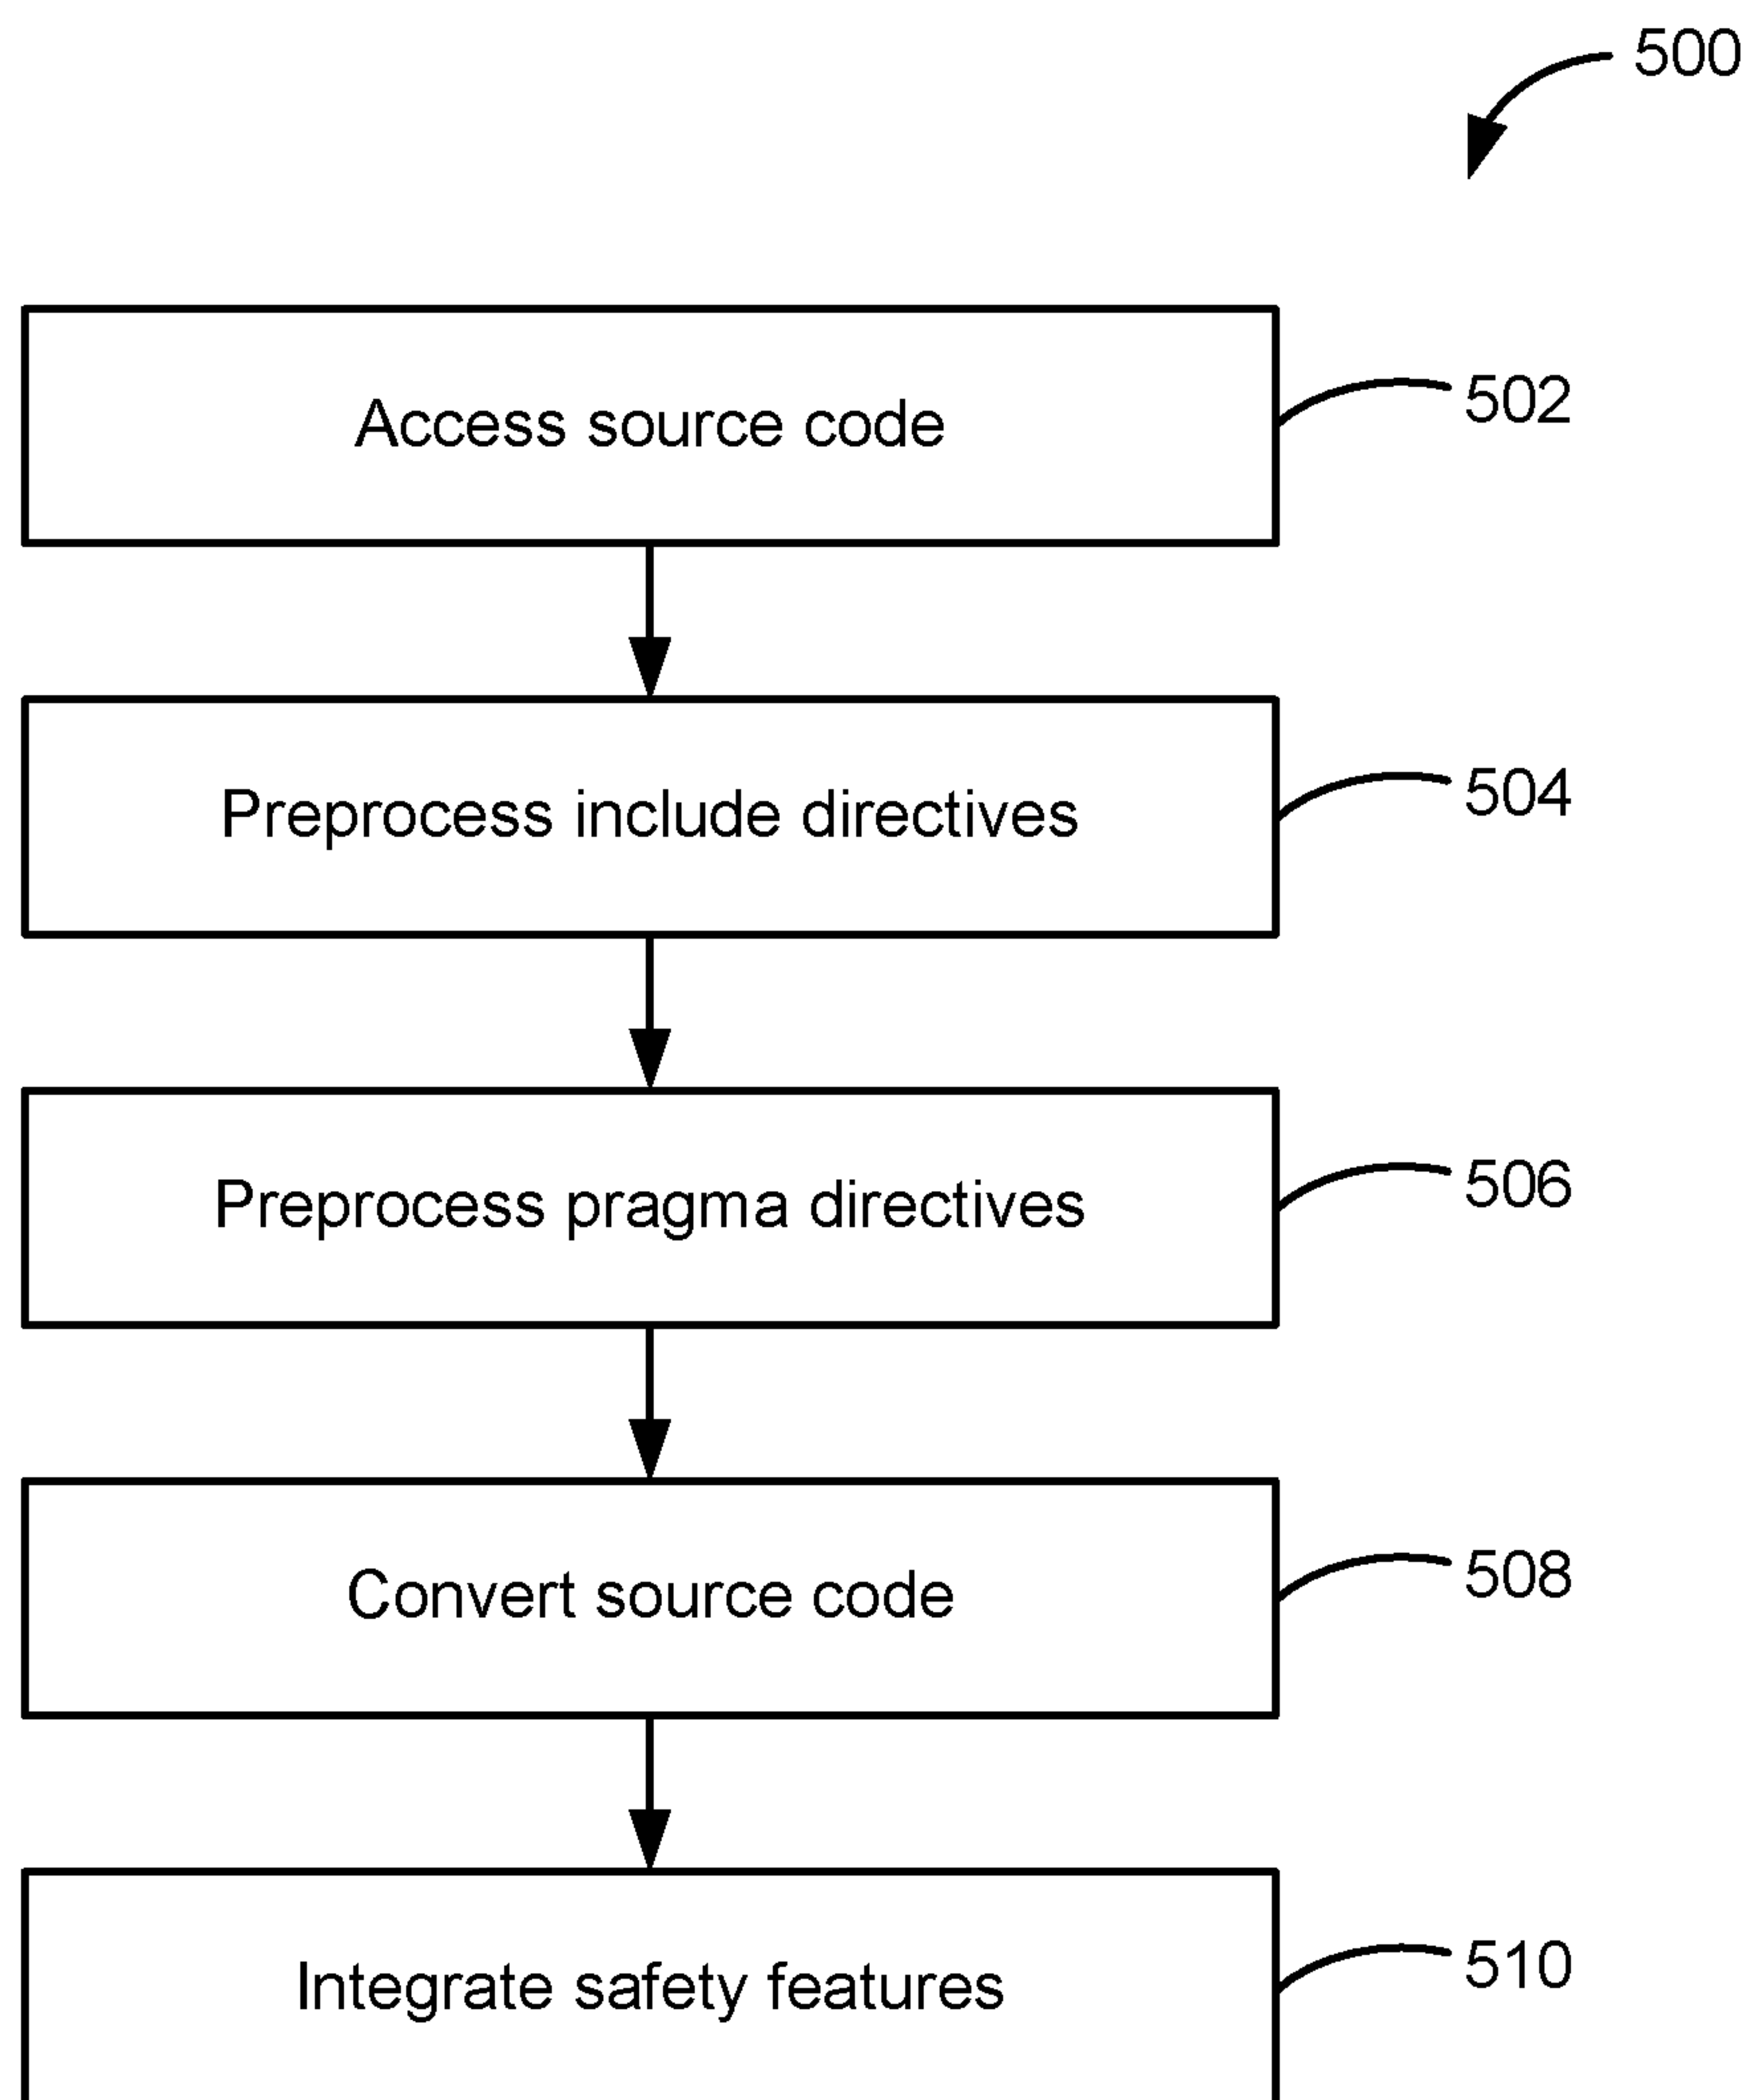 500
Access source code
502
Preprocess include directives
504
Preprocess pragma directives
506
Convert source code
508
Integrate safety features
510